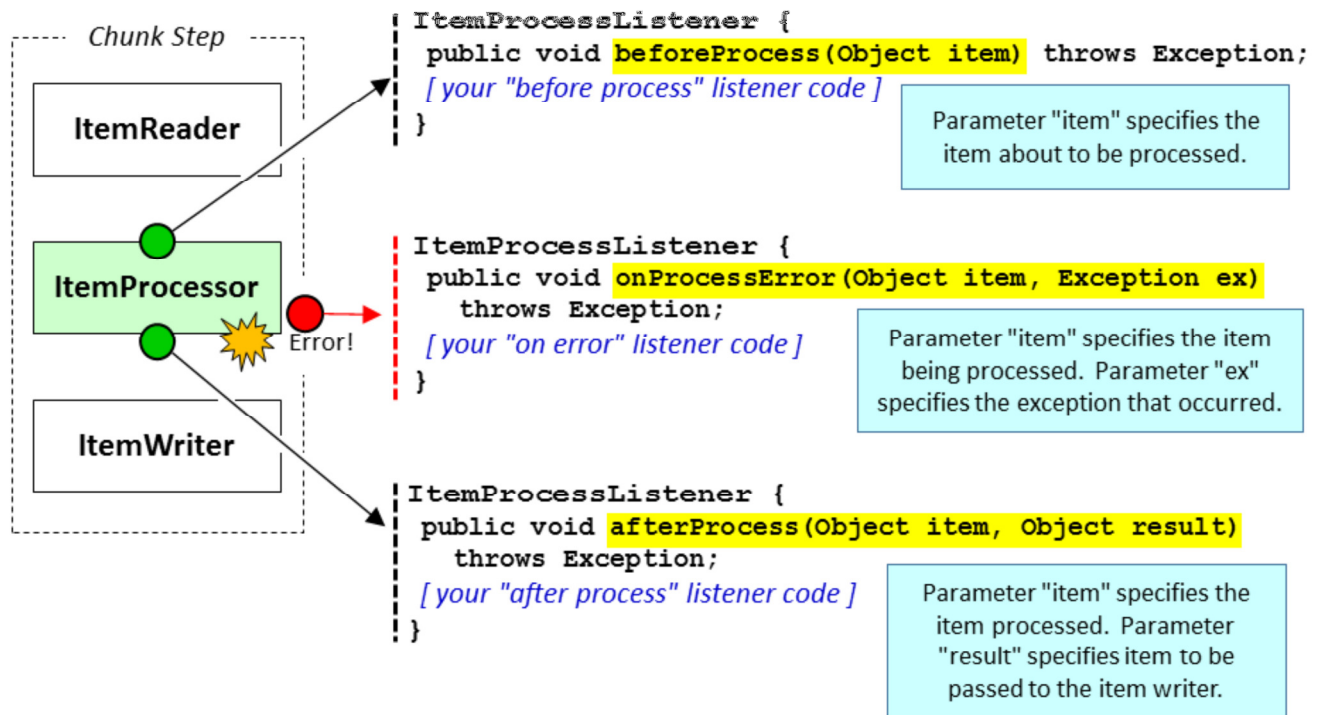 Chunk Step
ItemReader
ItemProcessor
Error!
ItemWriter
ItemProcessListener {
public void beforeProcess(Object item) throws Exception;
[ your "before process" listener code ]
}
Parameter "item" specifies the
item about to be processed.
ItemProcessListener {
public void onProcessError(Object item, Exception ex)
throws Exception;
[ your "on error" listener code ]
}
Parameter "item" specifies the item
being processed. Parameter "ex"
specifies the exception that occurred.
ItemProcessListener {
public void afterProcess(Object item, Object result)
throws Exception;
[ your "after process" listener code ]
}
Parameter "item" specifies the
item processed. Parameter
"result" specifies item to be
passed to the item writer.